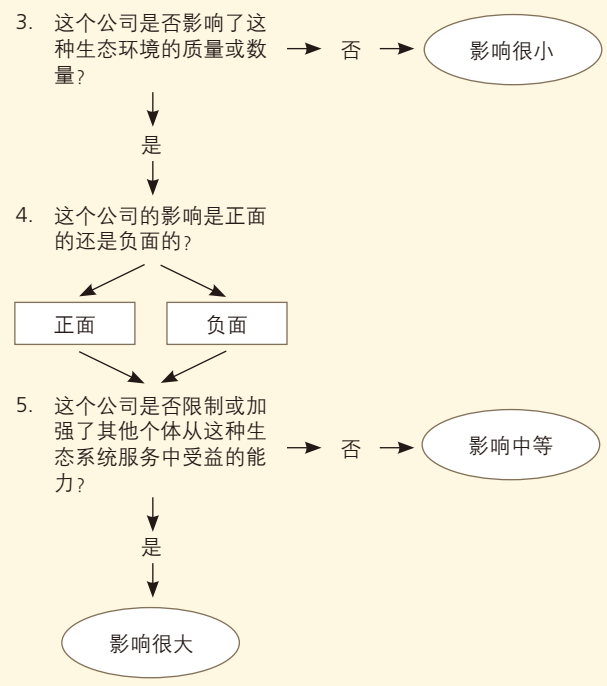 3. 这个公司是否影响了这
种生态环境的质量或数
量?
否
影响很小
是
4. 这个公司的影响是正面
的还是负面的?
正面
负面
5. 这个公司是否限制或加
强了其他个体从这种生
态系统服务中受益的能
力?
否
影响中等
是
影响很大